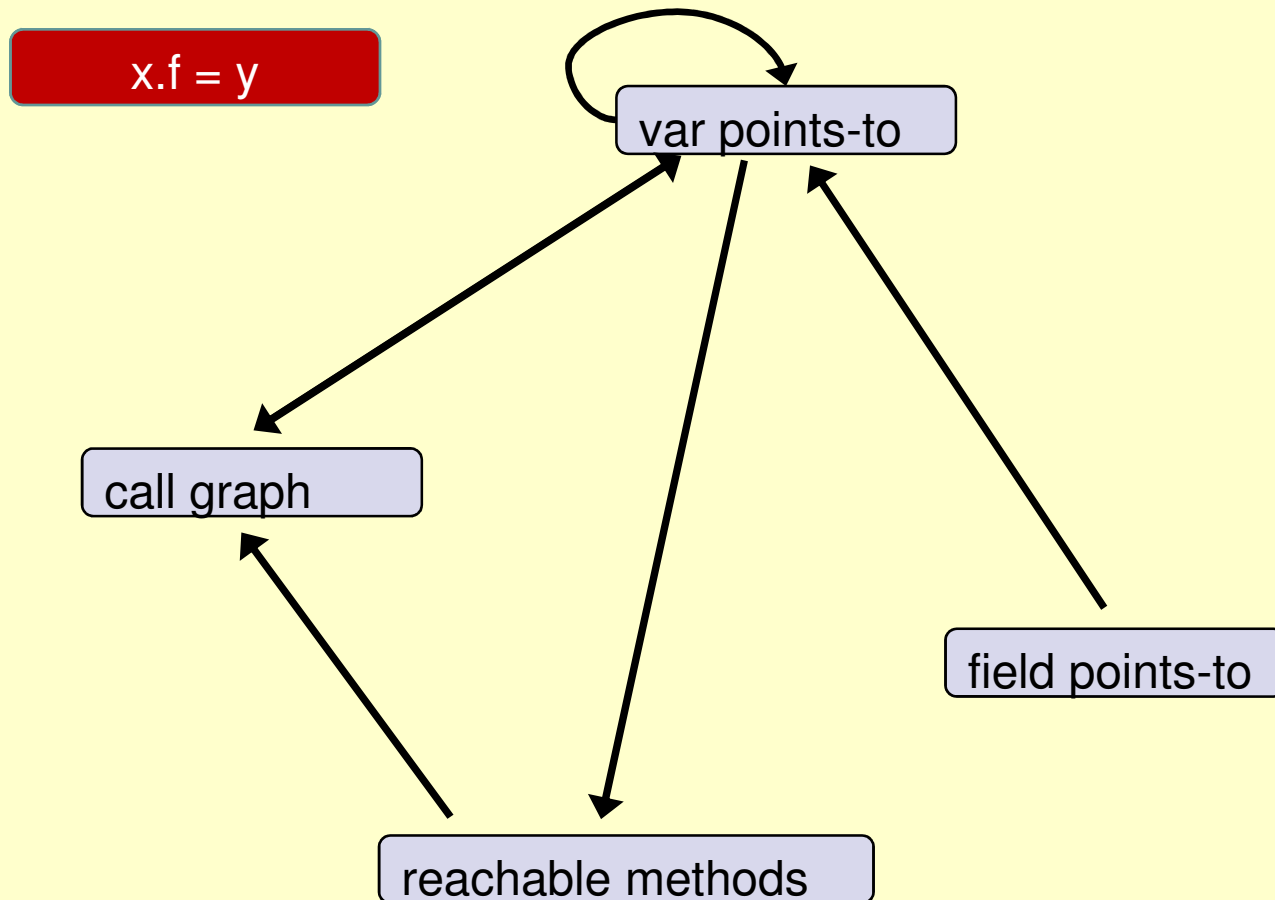 x.f = y
var points-to
call graph
field points-to
reachable methods